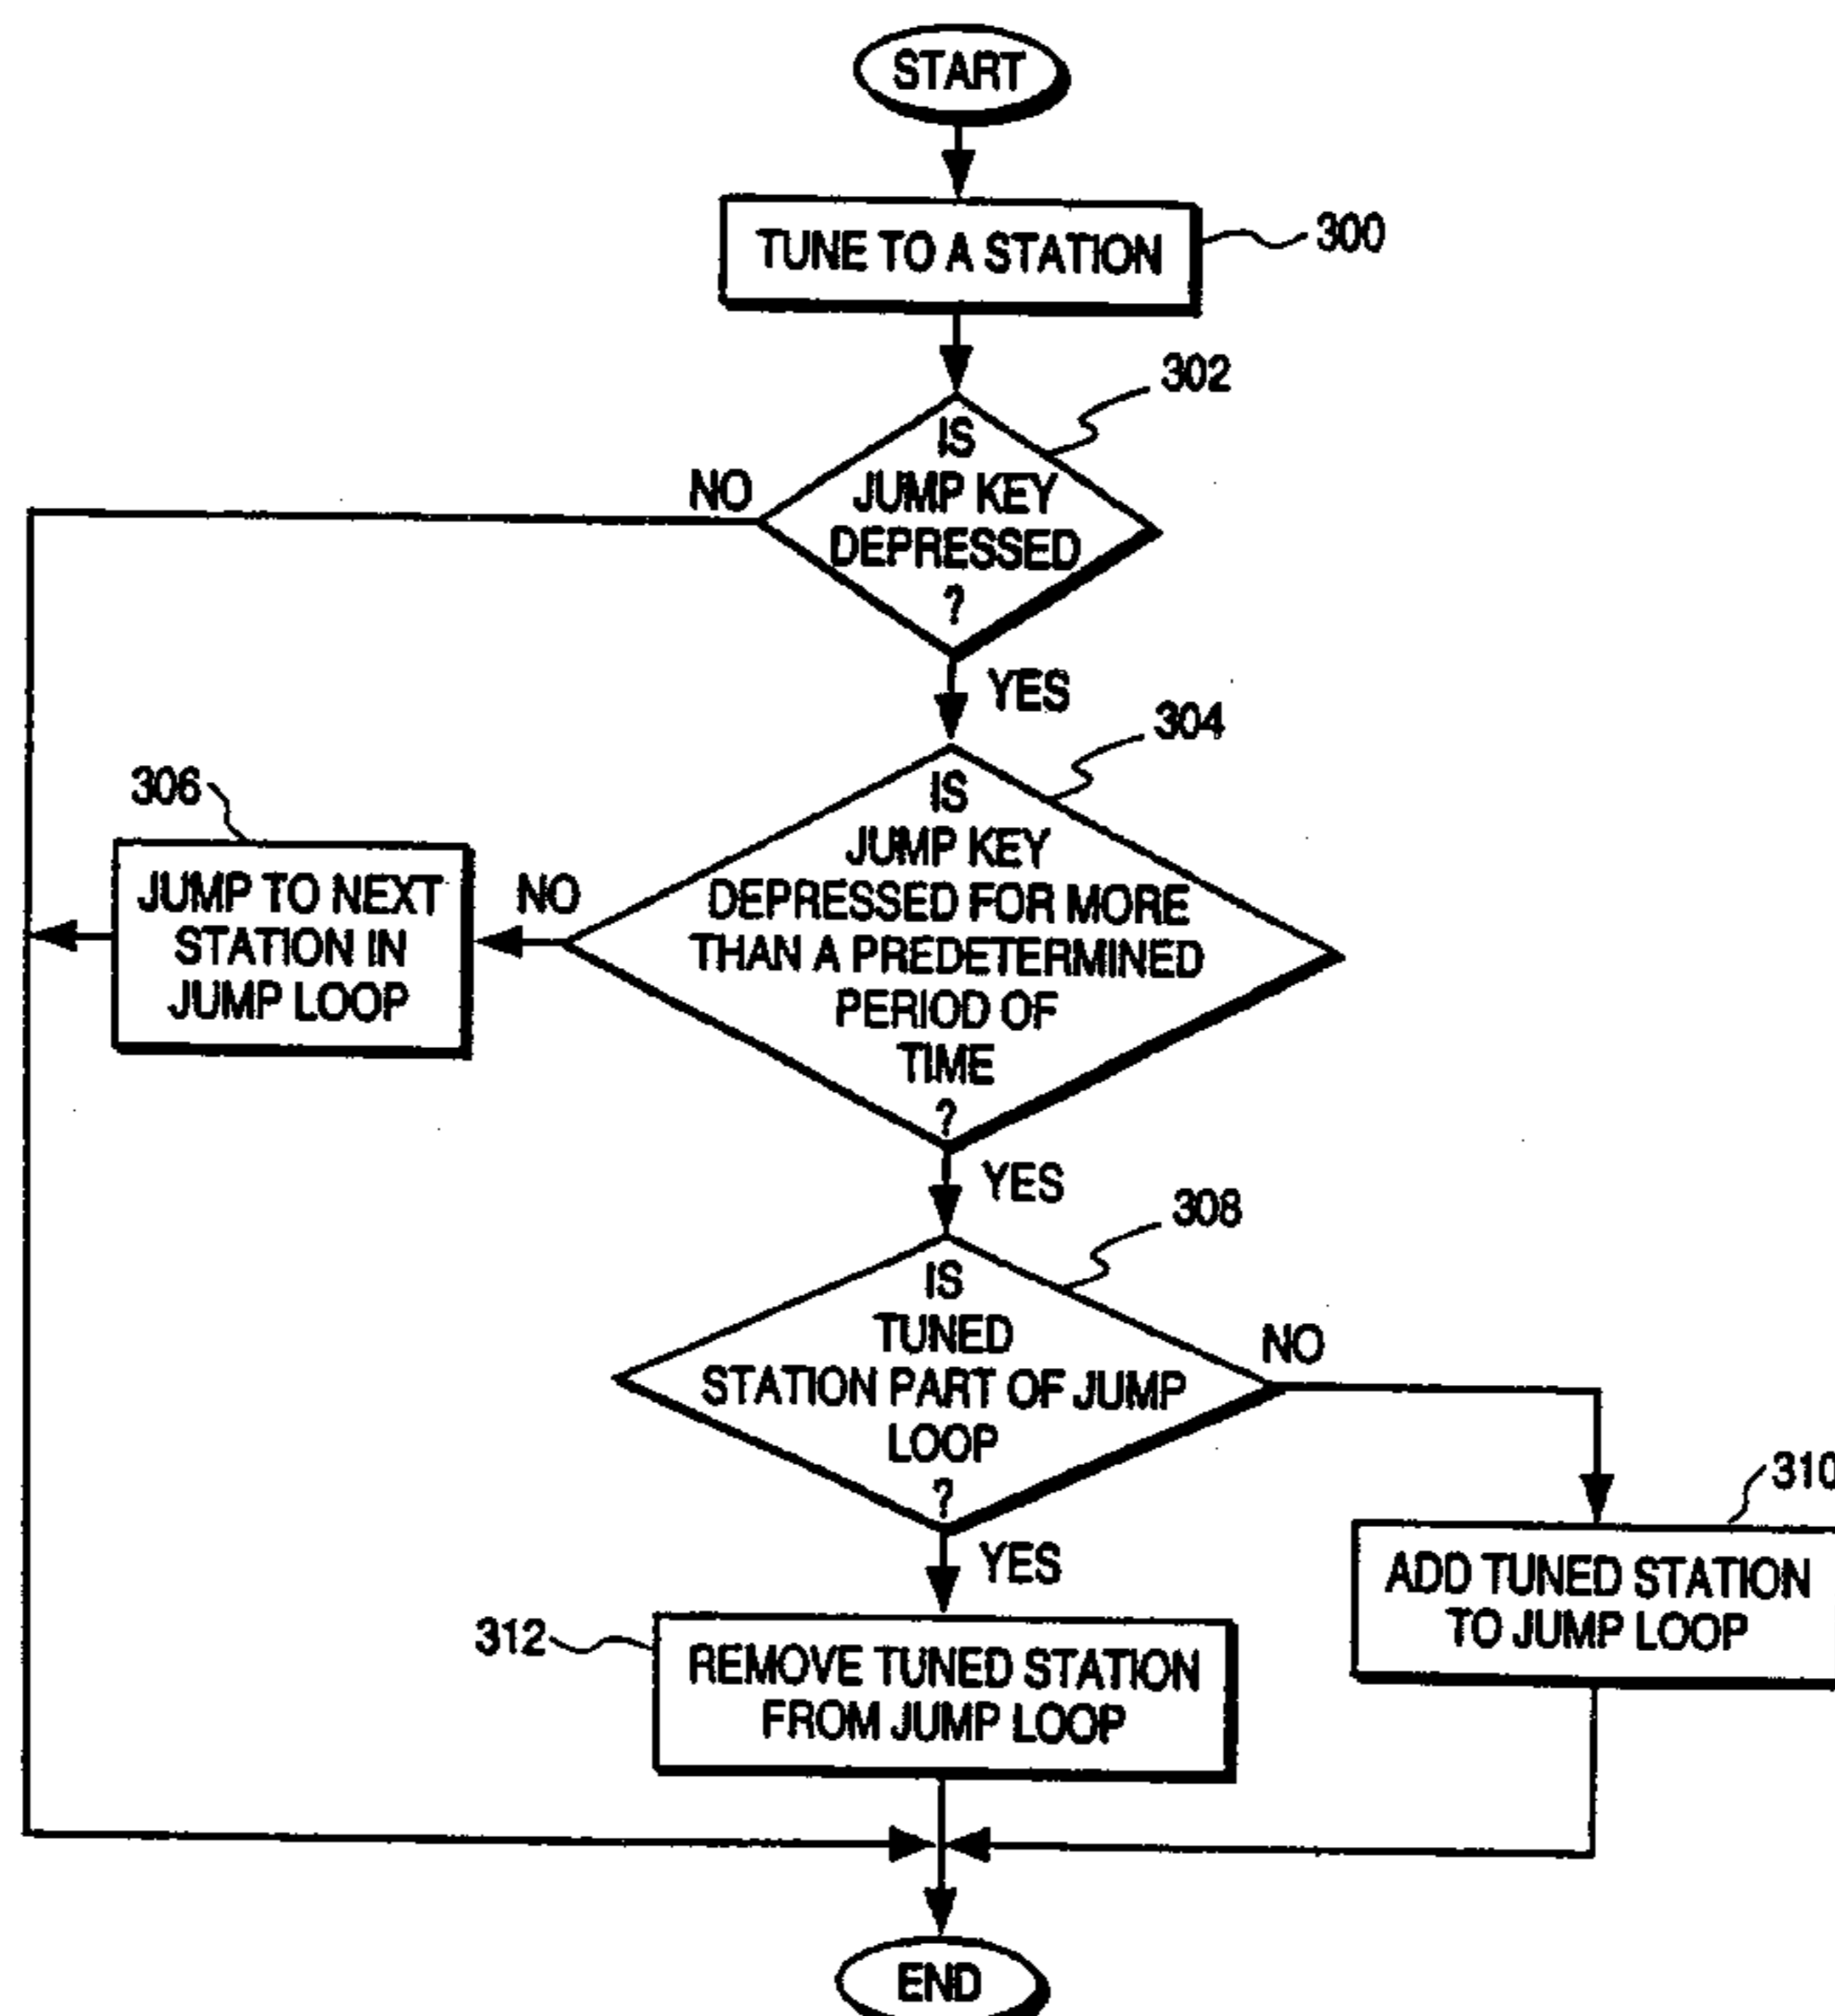 START
TUNE TO A STATION
300
302
IS
JUMP KEY
DEPRESSED
?
NO
YES
304
IS
JUMP KEY
DEPRESSED FOR MORE
THAN A PREDETERMINED
PERIOD OF
TIME
?
NO
306
JUMP TO NEXT
STATION IN
JUMP LOOP
YES
308
IS
TUNED
STATION PART OF JUMP
LOOP
?
NO
310
ADD TUNED STATION
TO JUMP LOOP
YES
312
REMOVE TUNED STATION
FROM JUMP LOOP
END